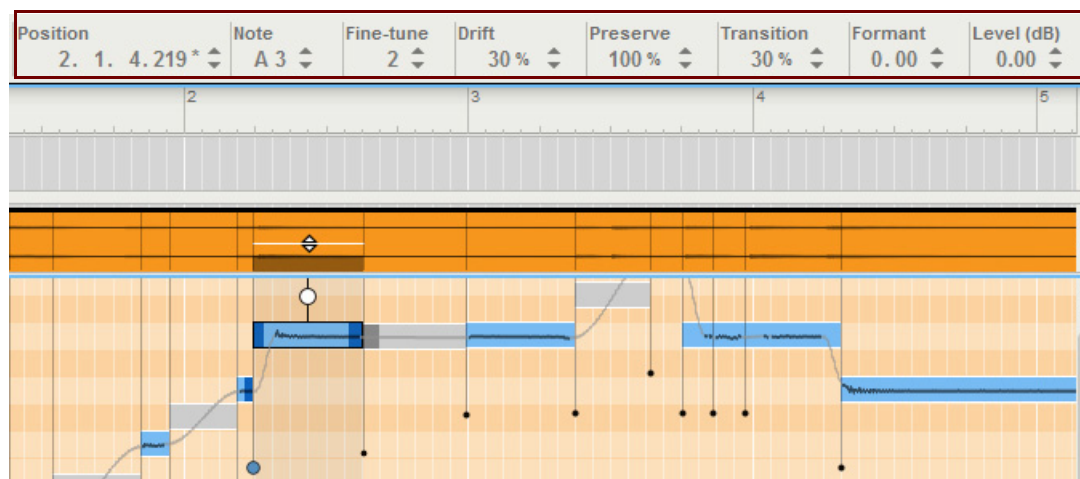 Position Note Fine-tune Drift Preserve Transition Formant Level (dB)
2. 1. 4.219 * A 3 2 30 % 100 % 30 % 0.00 0.00
2 3 4 5